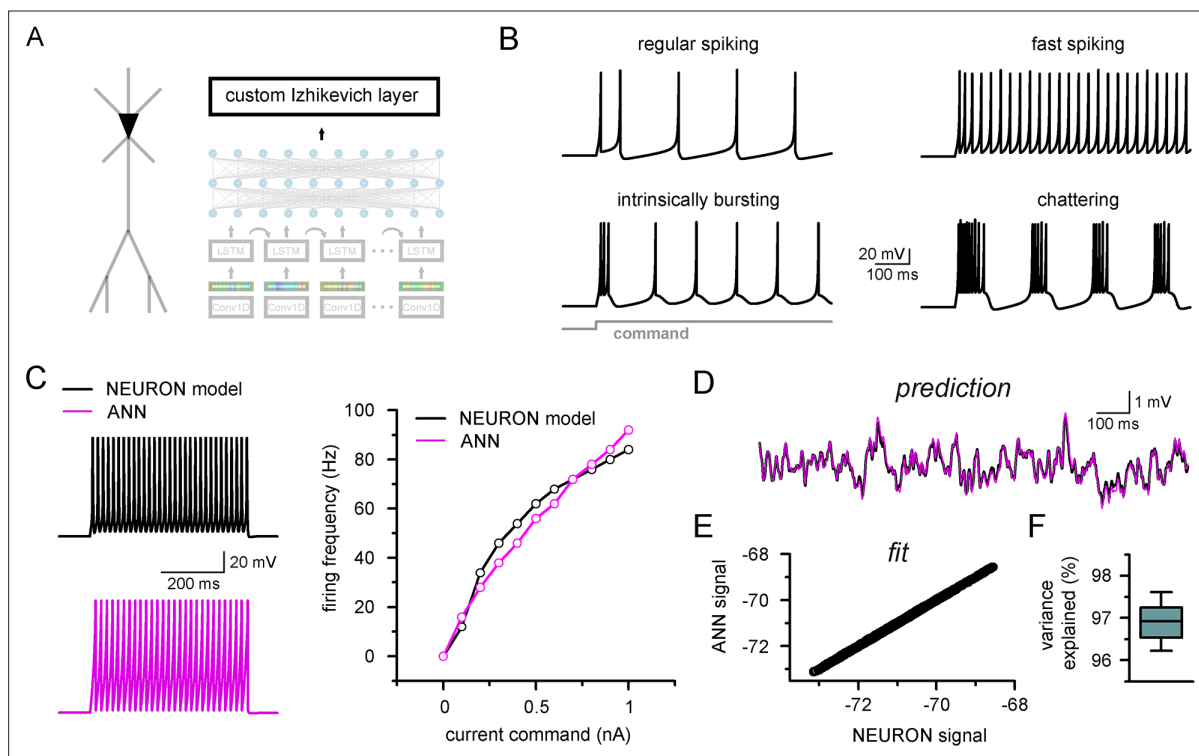 A
custom Izhikevich layer
LSTM LSTM LSTM LSTM
Conv1D Conv1D Conv1D Conv1D
B
regular spiking
fast spiking
intrinsically bursting
chattering
20 mV
100 ms
command
C
NEURON model
ANN
20 mV
200 ms
NEURON model
ANN
firing frequency (Hz)
100
80
60
40
20
0
0 0.5 1
current command (nA)
D
prediction
1 mV
100 ms
E
fit
ANN signal
-68
-70
-72
-72 -70 -68
NEURON signal
F
variance
explained (%)
98
97
96